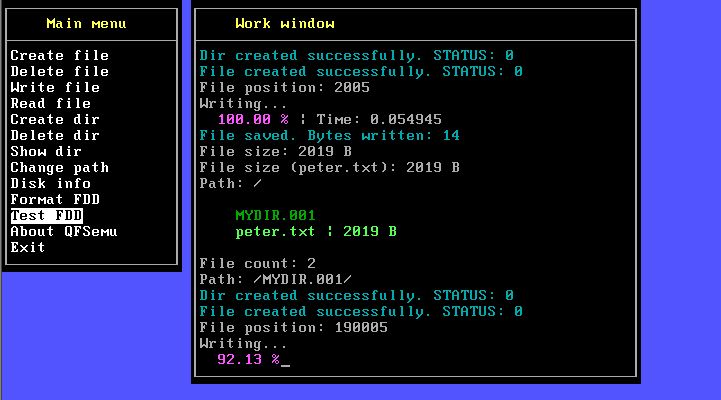 Main menu
Create file
Delete file
Write file
Read file
Create dir
Delete dir
Show dir
Change path
Disk info
Format FDD
Test FDD
About QFSemu
Exit
Work window
Dir created successfully. STATUS: 0
File created successfully. STATUS: 0
File position: 2005
Writing...
100.00 % ¦ Time: 0.054945
File saved. Bytes written: 14
File size: 2019 B
File size (peter.txt): 2019 B
Path: /
MYDIR.001
peter.txt ¦ 2019 B
File count: 2
Path: /MYDIR.001/
Dir created successfully. STATUS: 0
File created successfully. STATUS: 0
File position: 190005
Writing...
92.13 %_